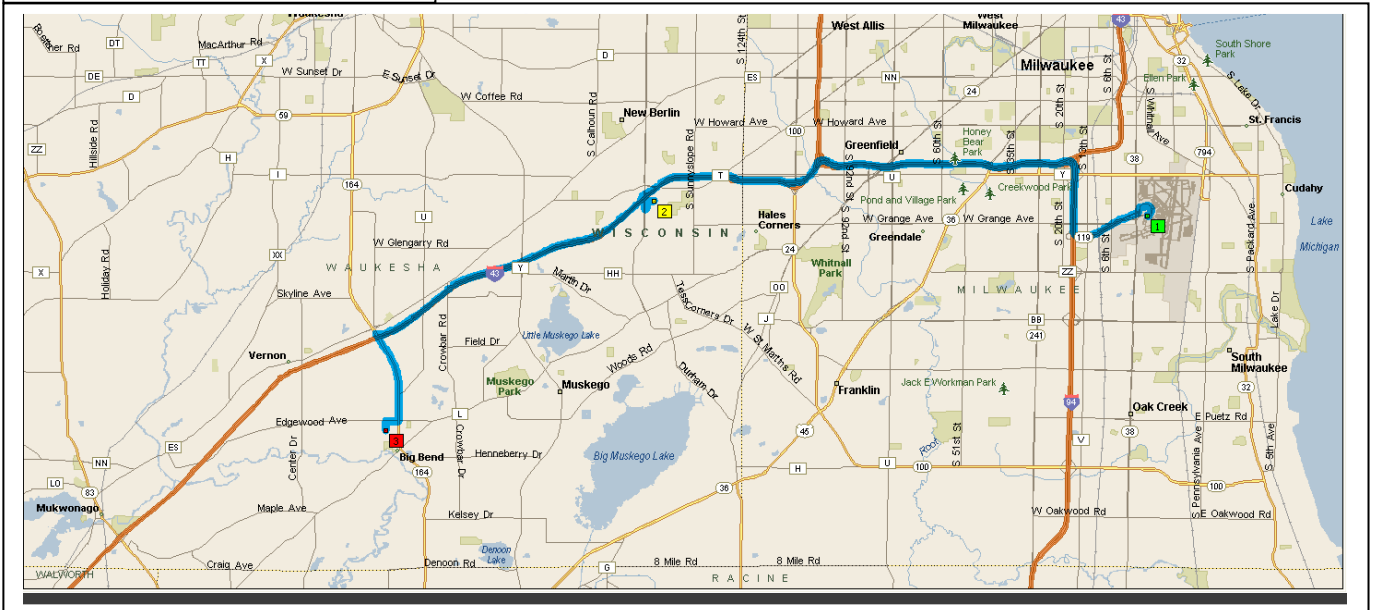 Waukesha
DT
MacArthur Rd
X
TT
W Sunset Dr
E Sunset Dr
DE
D
D
S 124th St
West Allis
West
Milwaukee
43
South Shore
Park
32
Milwaukee
ES
NN
24
Ellen Park
S Lake Dr
W Coffee Rd
New Berlin
59
S Calhoun Rd
W Howard Ave
100
W Howard Ave
Greenfield
S 60th St
Honey
Bear
Park
S 35th St
S 20th St
S 13th St
S 6th St
St. Francis
794
38
ZZ
Hillside Rd
H
I
164
T
S Sunnyslope Rd
S 92nd St
S 92nd St
U
Y
Creekwood Park
Pond and Village Park
Cudahy
2
U
W Grange Ave
36
W Grange Ave
S 20th St
1
Hales
Corners
Greendale
119
S 6th St
Lake
Michigan
W I S C O N S I N
W Glengarry Rd
XX
W A U K E S H A
43
Y
HH
24
Whitnall
Park
ZZ
S Packard Ave
X
Holiday Rd
Martin Dr
TessCorners Dr
OO
M I L W A U K E E
Skyline Ave
Little Muskego Lake
J
BB
241
Lake Dr
Crowbar Rd
Field Dr
Woods Rd
W St Martins Rd
Vernon
Muskego
Park
Muskego
Durham Dr
Franklin
Jack E Workman Park
South
Milwaukee
32
94
Oak Creek
Edgewood Ave
L
3
45
38
E Puetz Rd
ES
Center Dr
Crowbar Dr
Big Bend
Henneberry Dr
Big Muskego Lake
Root
S 51st St
V
S Pennsylvania Ave
S 5th Ave
NN
LO
83
164
H
U
100
100
36
Mukwonago
Maple Ave
Kelsey Dr
W Oakwood Rd
E Oakwood Rd
Denoon
Lake
WALWORTH
Craig Ave
Denoon Rd
G
8 Mile Rd
8 Mile Rd
R A C I N E